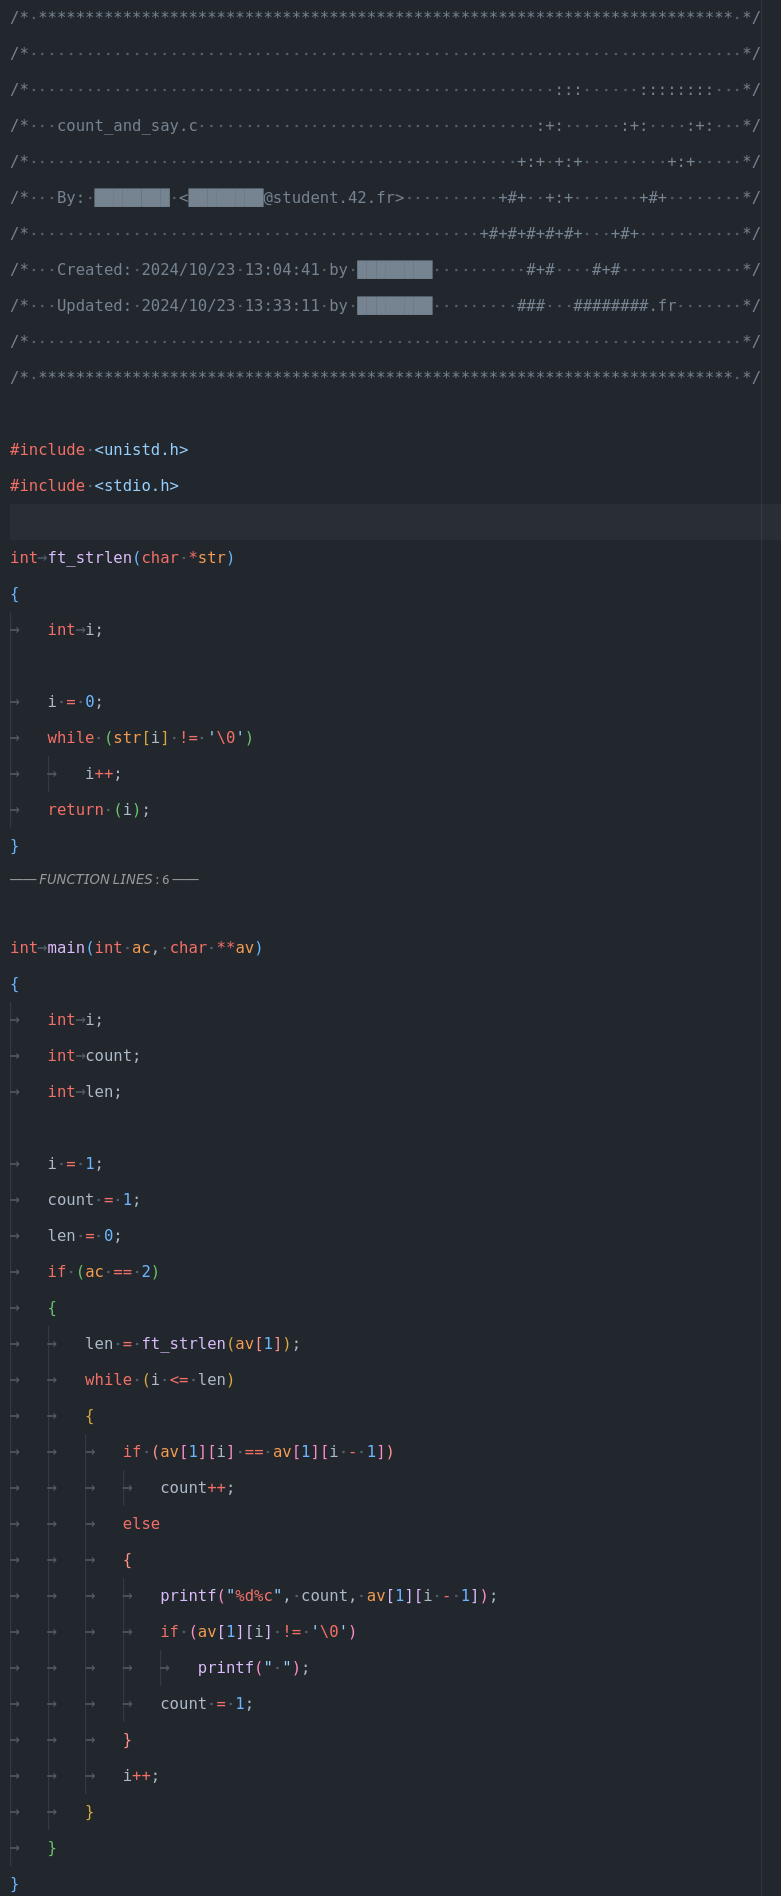 /* ************************************************************************** */
/*                                                                            */
/*                                                        :::      ::::::::   */
/*   count_and_say.c                                    :+:      :+:    :+:   */
/*                                                    +:+ +:+         +:+     */
/*   By: <@student.42.fr>          +#+  +:+       +#+        */
/*                                                +#+#+#+#+#+   +#+           */
/*   Created: 2024/10/23 13:04:41 by          #+#    #+#             */
/*   Updated: 2024/10/23 13:33:11 by         ###   ########.fr       */
/*                                                                            */
/* ************************************************************************** */
#include <unistd.h>
#include <stdio.h>
int	ft_strlen(char *str)
{
	int	i;
	i = 0;
	while (str[i] != '\0')
		i++;
	return (i);
}
—— FUNCTION LINES : 6 ——
int	main(int ac, char **av)
{
	int	i;
	int	count;
	int	len;
	i = 1;
	count = 1;
	len = 0;
	if (ac == 2)
	{
		len = ft_strlen(av[1]);
		while (i <= len)
		{
			if (av[1][i] == av[1][i - 1])
				count++;
			else
			{
				printf("%d%c", count, av[1][i - 1]);
				if (av[1][i] != '\0')
					printf(" ");
				count = 1;
			}
			i++;
		}
	}
}